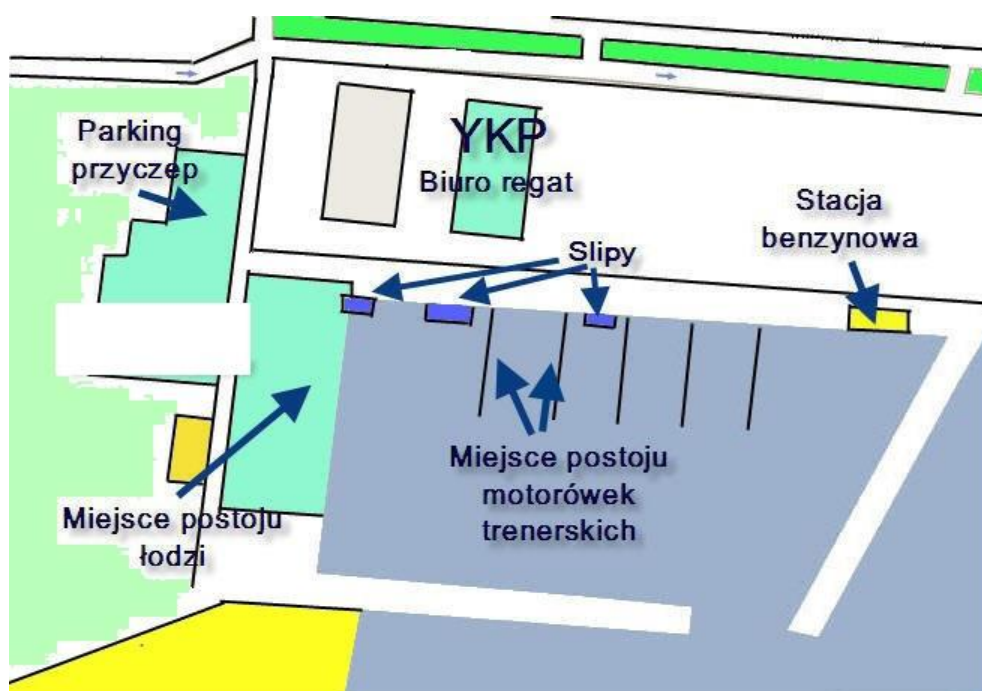 Parking
przyczep
YKP
Biuro regat
Stacja
benzynowa
Slipy
Miejsce postoju
motorówek
trenerskich
Miejsce postoju
łodzi